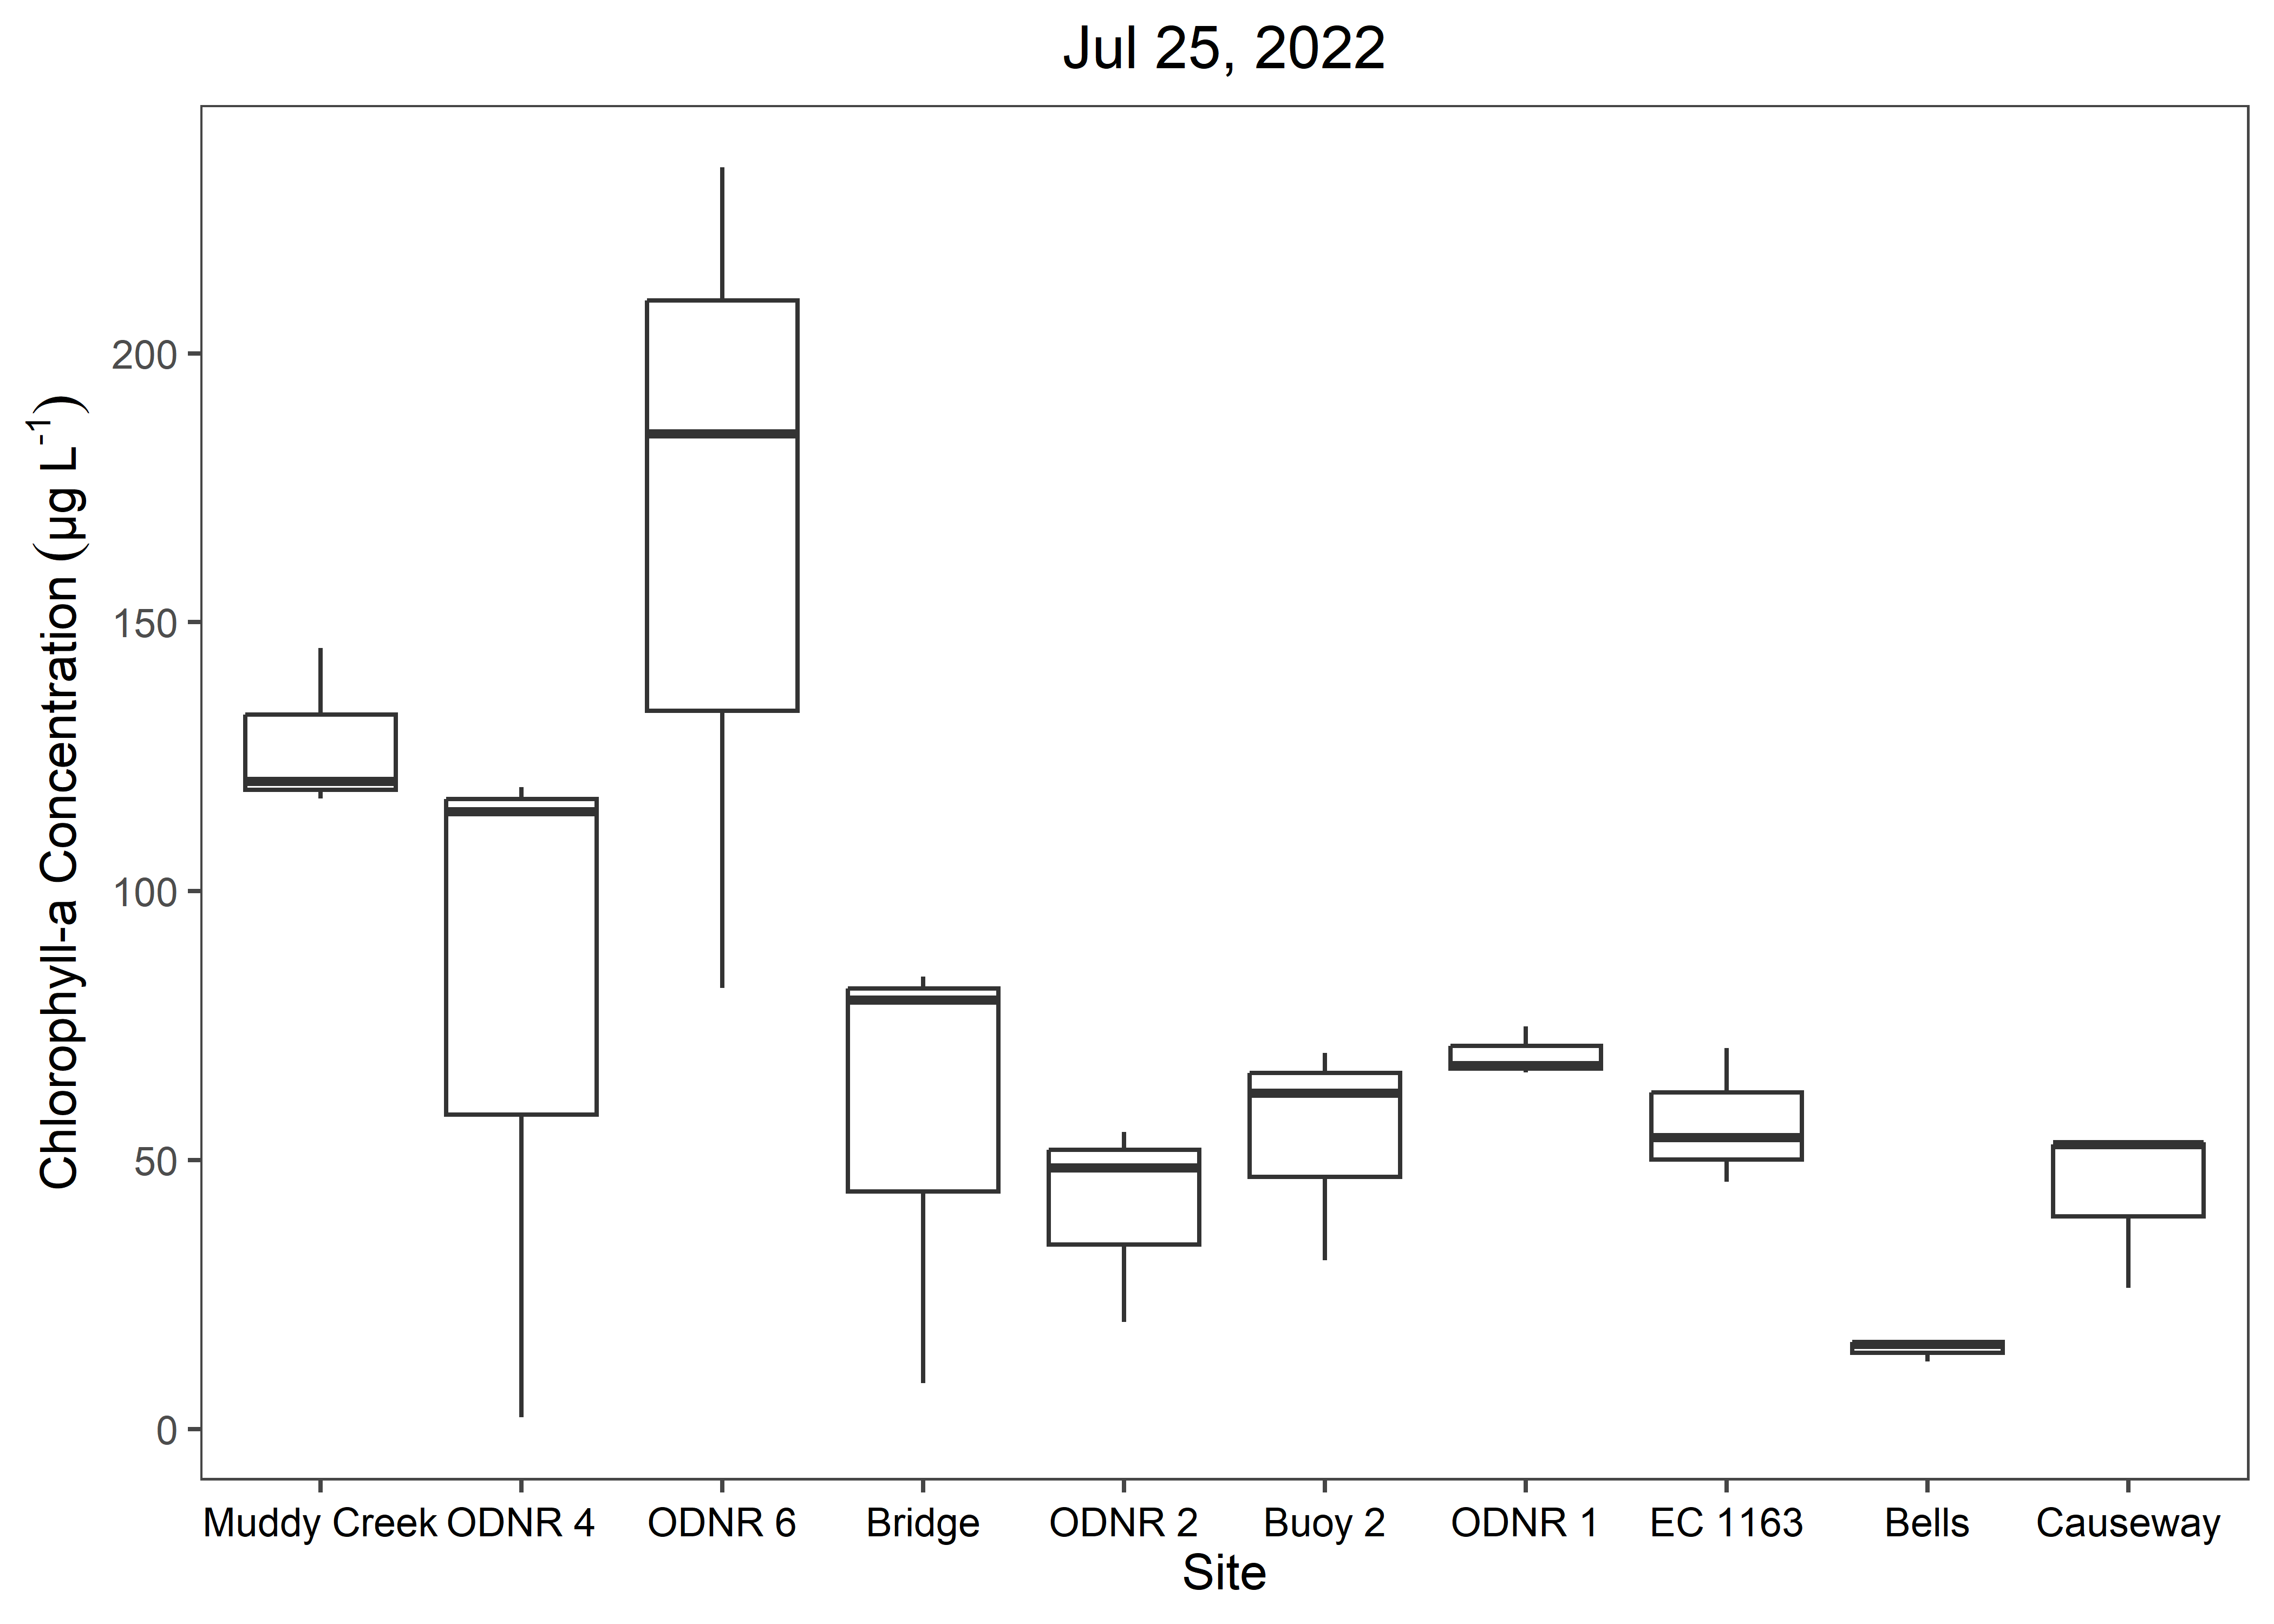 Jul 25, 2022
Chlorophyll-a Concentration (µg L⁻¹)
200
150
100
50
0
Muddy Creek ODNR 4 ODNR 6 Bridge ODNR 2 Buoy 2 ODNR 1 EC 1163 Bells Causeway
Site